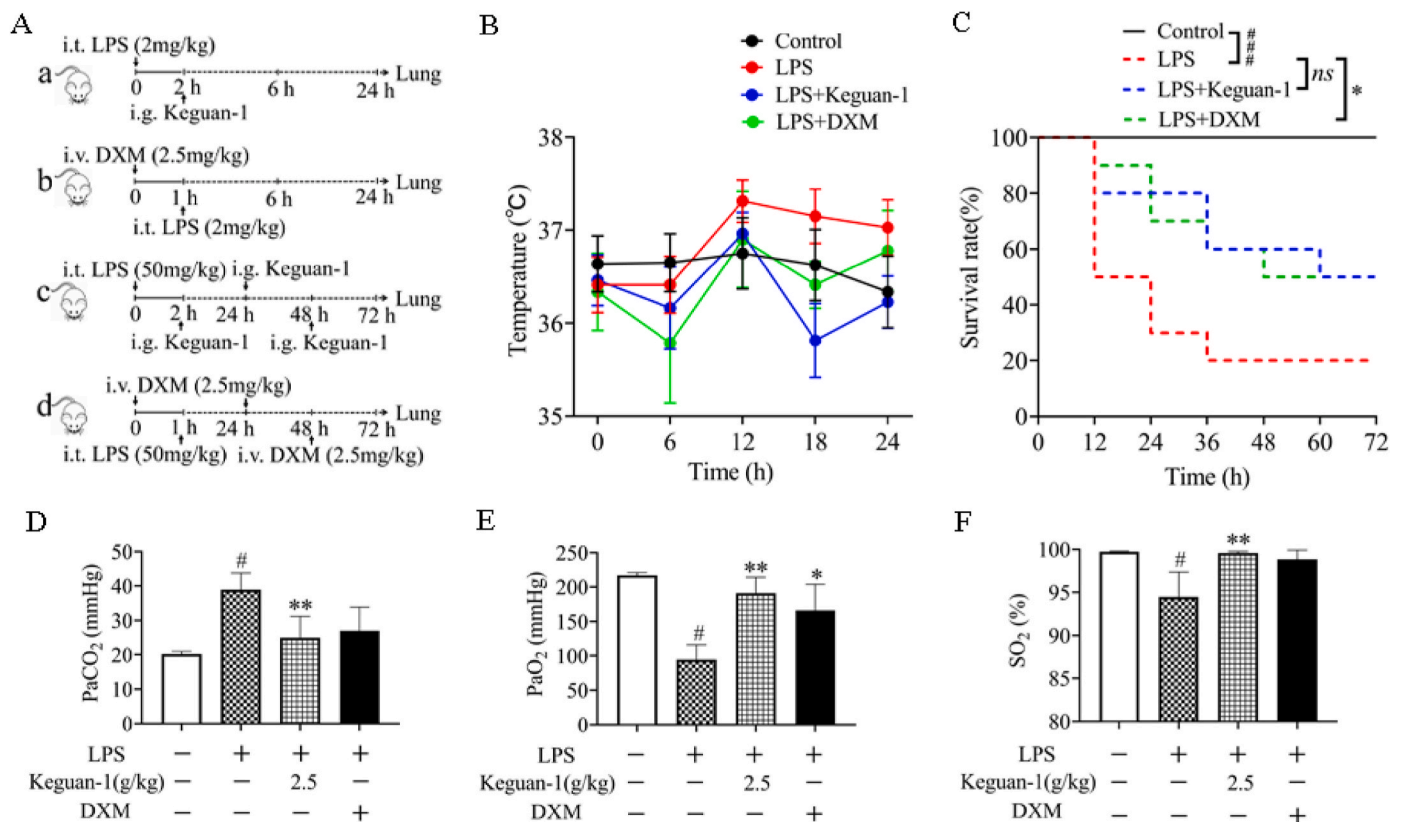 A
i.t. LPS (2mg/kg)
a
0 2 h 6 h 24 h Lung
i.g. Keguan-1
i.v. DXM (2.5mg/kg)
b
0 1 h 6 h 24 h Lung
i.t. LPS (2mg/kg)
i.t. LPS (50mg/kg) i.g. Keguan-1
c
0 2 h 24 h 48 h 72 h Lung
i.g. Keguan-1 i.g. Keguan-1
i.v. DXM (2.5mg/kg)
d
0 1 h 24 h 48 h 72 h Lung
i.t. LPS (50mg/kg) i.v. DXM (2.5mg/kg)
B
Control
LPS
LPS+Keguan-1
LPS+DXM
Temperature (℃)
38
37
36
35
0 6 12 18 24
Time (h)
C
Control
LPS
LPS+Keguan-1
LPS+DXM
#
#
#
ns
*
Survival rate(%)
100
80
60
40
20
0
0 12 24 36 48 60 72
Time (h)
D
PaCO2 (mmHg)
50
40
30
20
10
0
#
**
LPS − + + +
Keguan-1(g/kg) − − 2.5 −
DXM − − − +
E
PaO2 (mmHg)
250
200
150
100
50
0
#
**
*
LPS − + + +
Keguan-1(g/kg) − − 2.5 −
DXM − − − +
F
SO2 (%)
100
95
90
85
80
#
**
LPS − + + +
Keguan-1(g/kg) − − 2.5 −
DXM − − − +